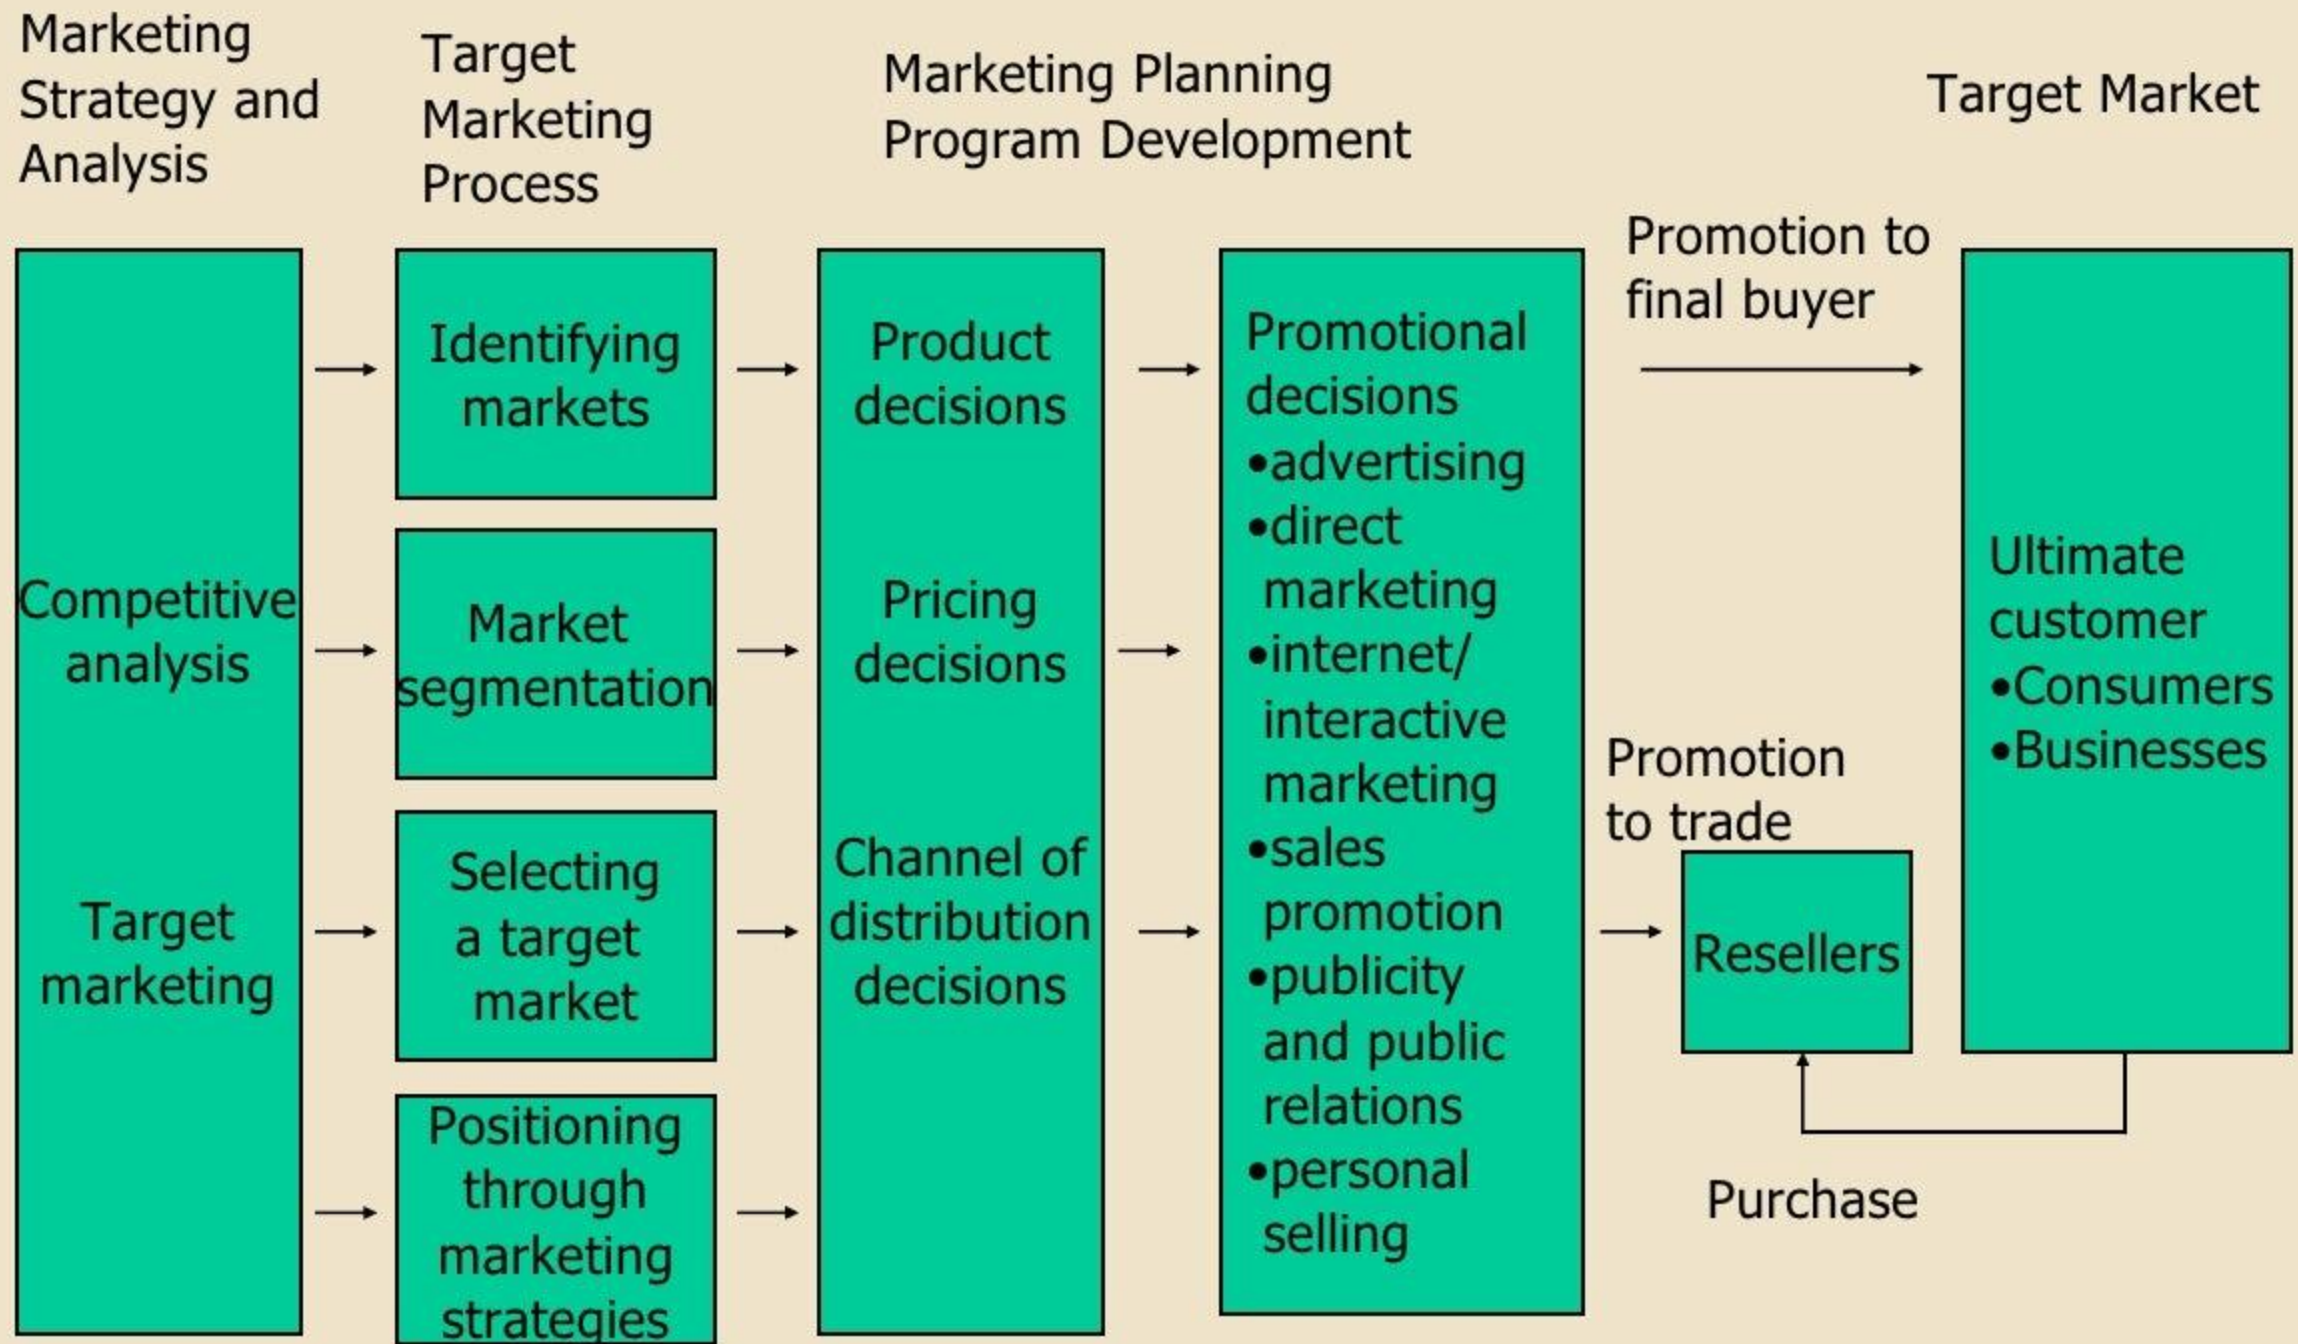 Marketing
Strategy and
Analysis
Target
Marketing
Process
Marketing Planning
Program Development
Target Market
Competitive
analysis
Target
marketing
Identifying
markets
Market
segmentation
Selecting
a target
market
Positioning
through
marketing
strategies
Product
decisions
Pricing
decisions
Channel of
distribution
decisions
Promotional
decisions
•advertising
•direct
marketing
•internet/
interactive
marketing
•sales
promotion
•publicity
and public
relations
•personal
selling
Promotion to
final buyer
Promotion
to trade
Resellers
Ultimate
customer
•Consumers
•Businesses
Purchase